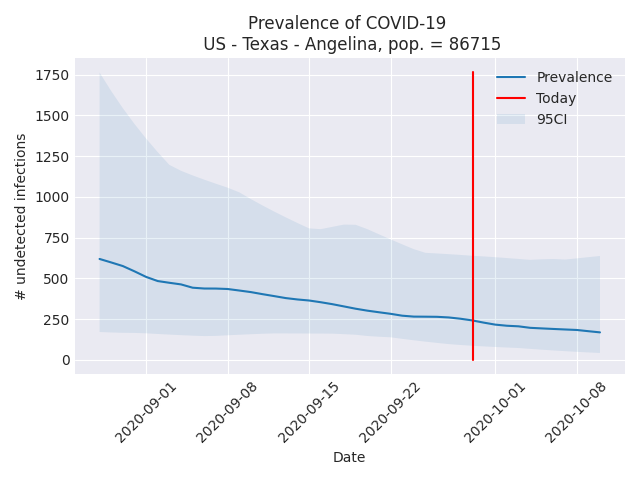 Prevalence of COVID-19
US - Texas - Angelina, pop. = 86715
1750
1500
1250
1000
750
500
250
0
# undetected infections
Prevalence
Today
95CI
2020-09-01
2020-09-08
2020-09-15
2020-09-22
2020-10-01
2020-10-08
Date